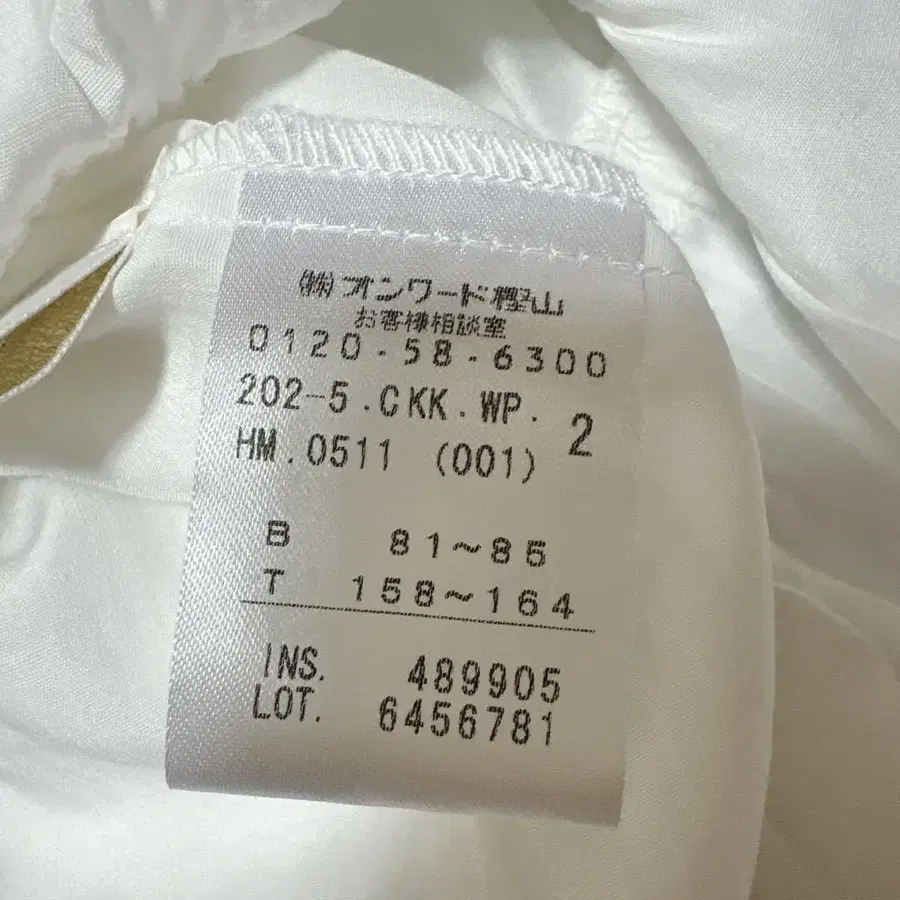 ㈱オンワード樫山
お客様相談室
0120-58-6300
202-5.CKK.WP. 2
HM.0511 (001)
B 81~85
T 158~164
INS. 489905
LOT. 6456781